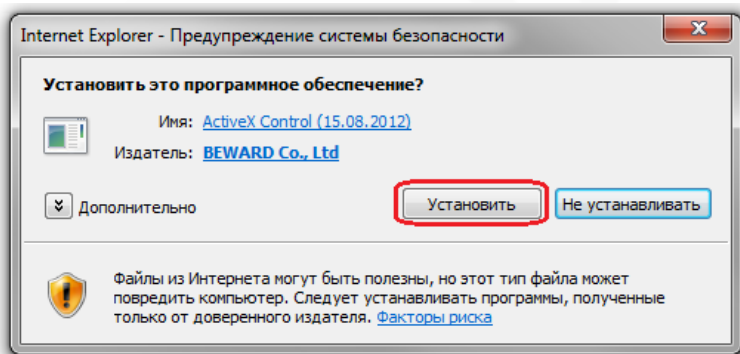 Internet Explorer - Предупреждение системы безопасности
Установить это программное обеспечение?
Имя: ActiveX Control (15.08.2012)
Издатель: BEWARD Co., Ltd
Дополнительно Установить Не устанавливать
Файлы из Интернета могут быть полезны, но этот тип файла может
повредить компьютер. Следует устанавливать программы, полученные
только от доверенного издателя. Факторы риска